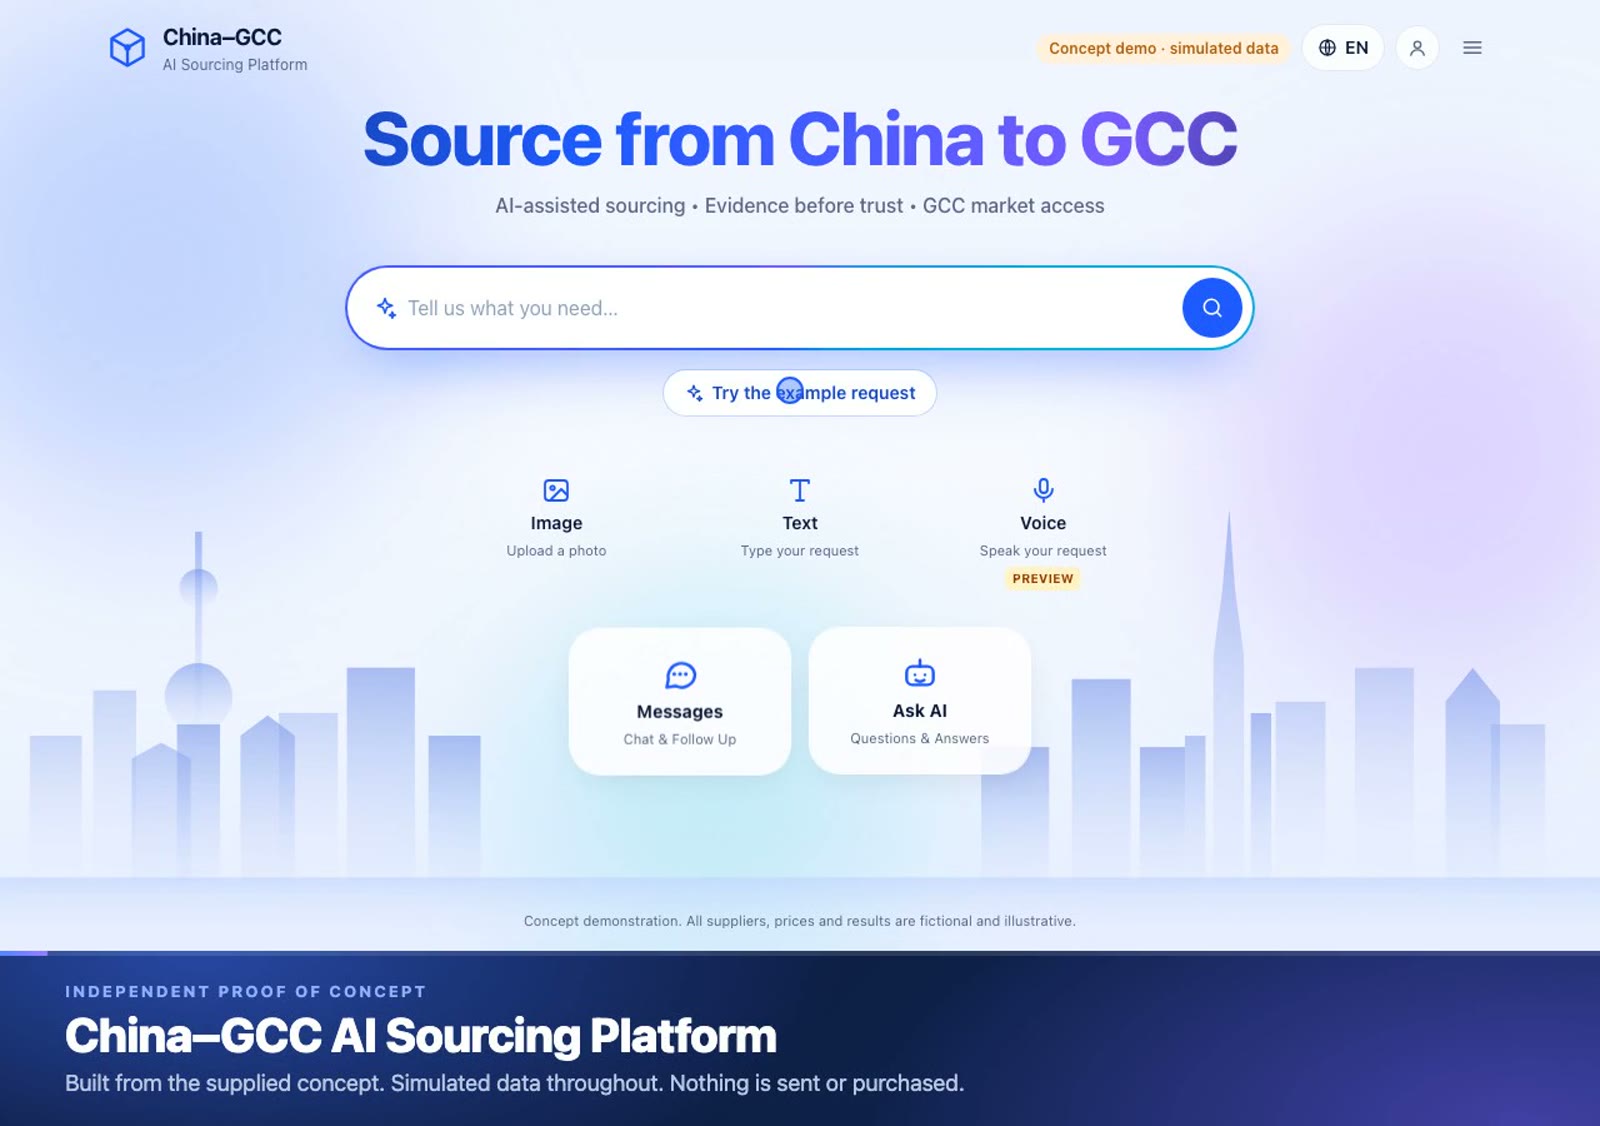 China–GCC
AI Sourcing Platform
Concept demo · simulated data
EN
Source from China to GCC
AI-assisted sourcing • Evidence before trust • GCC market access
Tell us what you need...
Try the example request
Image
Upload a photo
Text
Type your request
Voice
Speak your request
PREVIEW
Messages
Chat & Follow Up
Ask AI
Questions & Answers
Concept demonstration. All suppliers, prices and results are fictional and illustrative.
INDEPENDENT PROOF OF CONCEPT
China–GCC AI Sourcing Platform
Built from the supplied concept. Simulated data throughout. Nothing is sent or purchased.